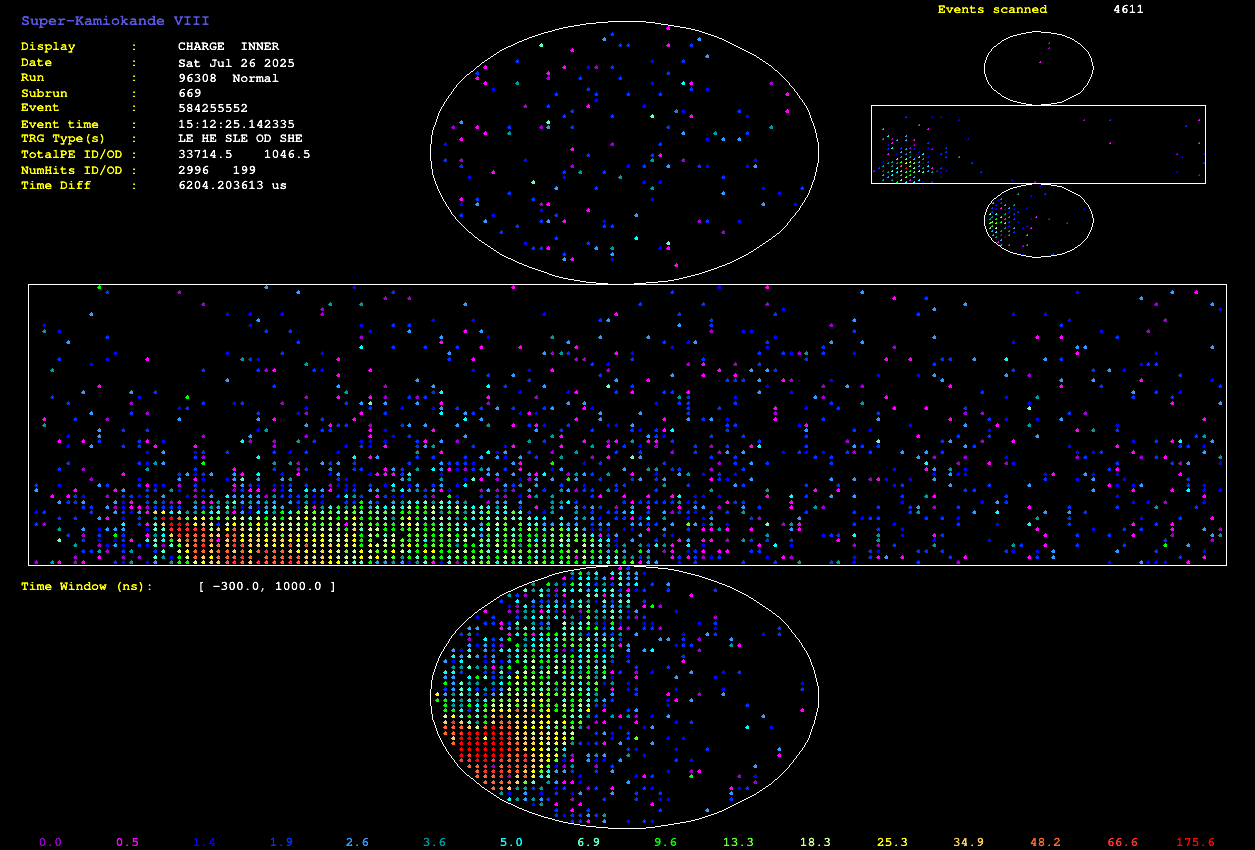 Super-Kamiokande VIII
Events scanned 4611
Display : CHARGE INNER
Date : Sat Jul 26 2025
Run : 96308 Normal
Subrun : 669
Event : 584255552
Event time : 15:12:25.142335
TRG Type(s) : LE HE SLE OD SHE
TotalPE ID/OD : 33714.5 1046.5
NumHits ID/OD : 2996 199
Time Diff : 6204.203613 us
Time Window (ns): [ -300.0, 1000.0 ]
0.0 0.5 1.4 1.9 2.6 3.6 5.0 6.9 9.6 13.3 18.3 25.3 34.9 48.2 66.6 175.6